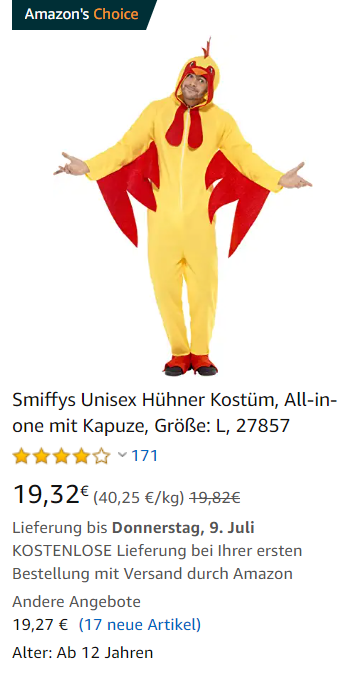 Amazon's Choice
Smiffys Unisex Hühner Kostüm, All-in-
one mit Kapuze, Größe: L, 27857
171
19,32€ (40,25 €/kg) 19,82€
Lieferung bis Donnerstag, 9. Juli
KOSTENLOSE Lieferung bei Ihrer ersten
Bestellung mit Versand durch Amazon
Andere Angebote
19,27 € (17 neue Artikel)
Alter: Ab 12 Jahren